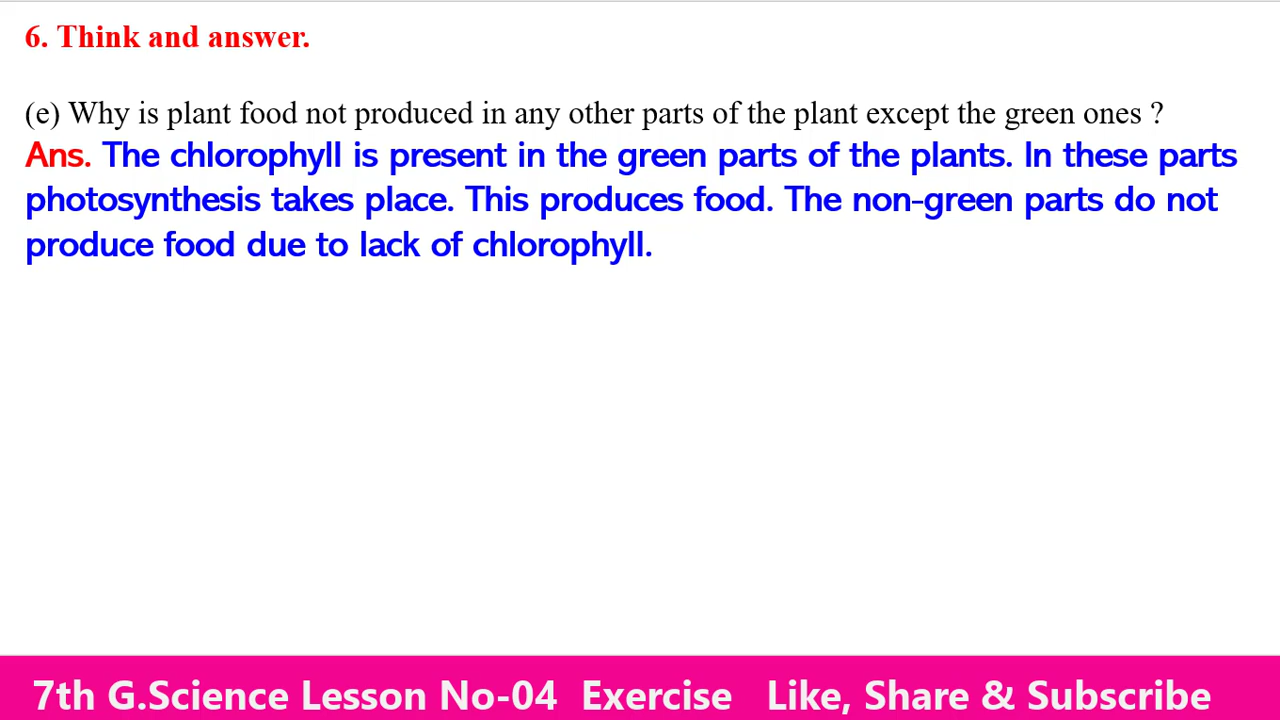 6. Think and answer.
(e) Why is plant food not produced in any other parts of the plant except the green ones ?
Ans. The chlorophyll is present in the green parts of the plants. In these parts
photosynthesis takes place. This produces food. The non-green parts do not
produce food due to lack of chlorophyll.
7th G.Science Lesson No-04 Exercise Like, Share & Subscribe